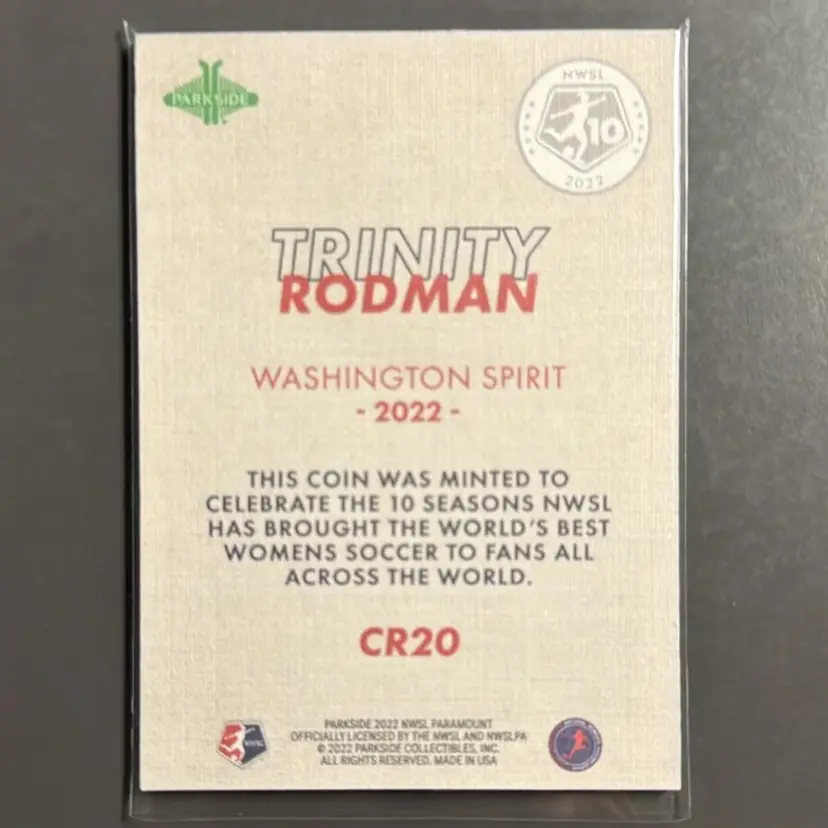 PARKSIDE
NWSL
10
2022
TRINITY
RODMAN
WASHINGTON SPIRIT
- 2022 -
THIS COIN WAS MINTED TO
CELEBRATE THE 10 SEASONS NWSL
HAS BROUGHT THE WORLD'S BEST
WOMENS SOCCER TO FANS ALL
ACROSS THE WORLD.
CR20
NWSL
PARKSIDE 2022 NWSL PARAMOUNT
OFFICIALLY LICENSED BY THE NWSL AND NWSLPA
© 2022 PARKSIDE COLLECTIBLES, INC.
ALL RIGHTS RESERVED. MADE IN USA